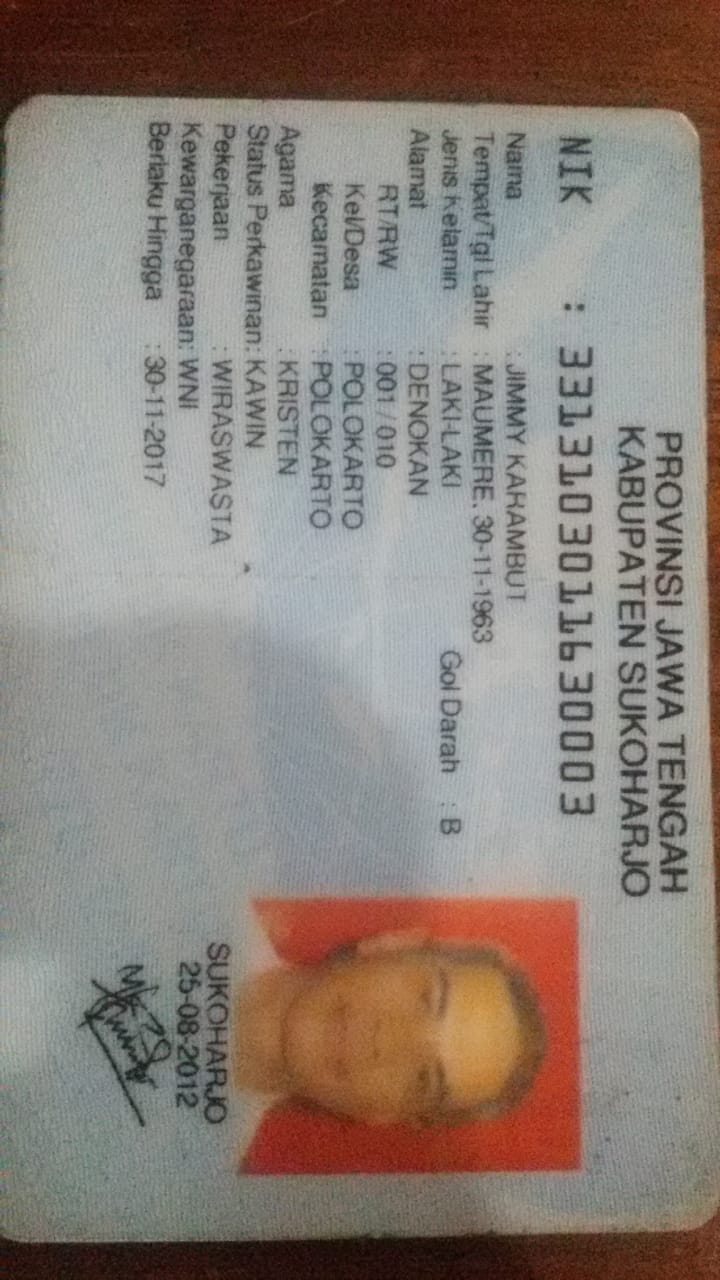 PROVINSI JAWA TENGAH
KABUPATEN SUKOHARJO
NIK : 3313103011630003
Nama : JIMMY KARAMBUT
Tempat/Tgl Lahir : MAUMERE, 30-11-1963
Jenis Kelamin : LAKI-LAKI Gol Darah : B
Alamat : DENOKAN
RT/RW : 001 / 010
Kel/Desa : POLOKARTO
Kecamatan : POLOKARTO
Agama : KRISTEN
Status Perkawinan: KAWIN
Pekerjaan : WIRASWASTA
Kewarganegaraan: WNI
Berlaku Hingga : 30-11-2017
SUKOHARJO
25-08-2012